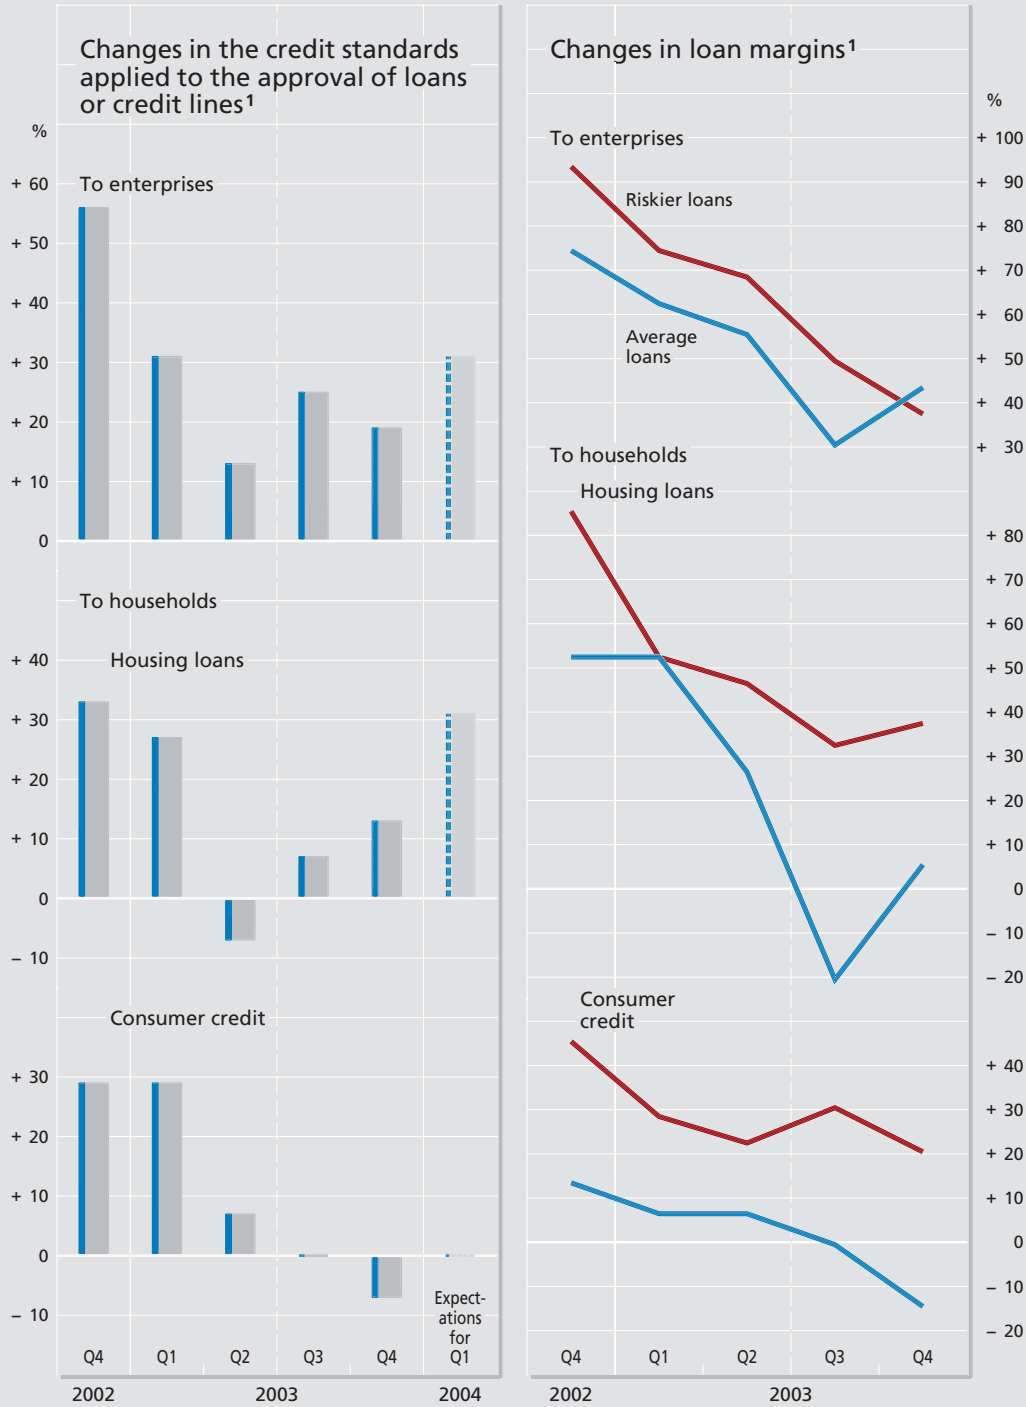 Changes in the credit standards
applied to the approval of loans
or credit lines¹
%
To enterprises
+ 60
+ 50
+ 40
+ 30
+ 20
+ 10
0
To households
Housing loans
+ 40
+ 30
+ 20
+ 10
0
– 10
Consumer credit
+ 30
+ 20
+ 10
0
– 10
Expect-
ations
for
Q4 Q1 Q2 Q3 Q4 Q1
2002 2003 2004
Changes in loan margins¹
%
To enterprises
+ 100
+ 90
Riskier loans
+ 80
+ 70
+ 60
Average
loans
+ 50
+ 40
+ 30
To households
Housing loans
+ 80
+ 70
+ 60
+ 50
+ 40
+ 30
+ 20
+ 10
0
– 10
– 20
Consumer
credit
+ 40
+ 30
+ 20
+ 10
0
– 10
– 20
Q4 Q1 Q2 Q3 Q4
2002 2003